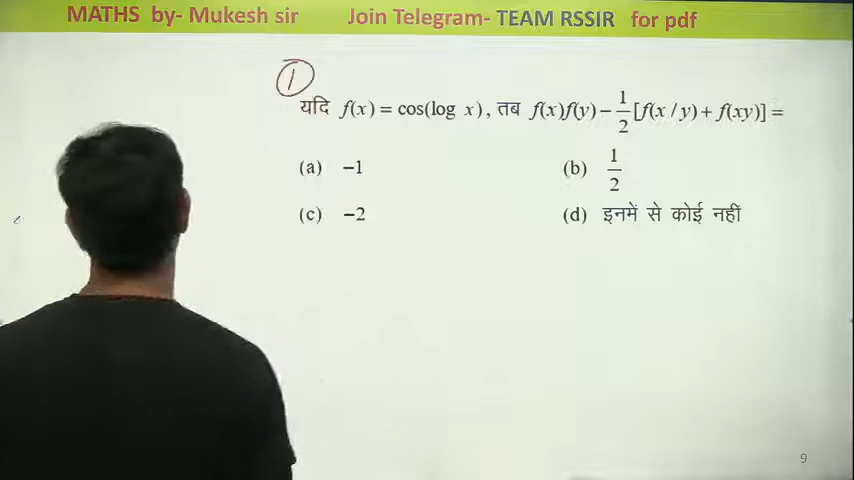 MATHS by- Mukesh sir Join Telegram- TEAM RSSIR for pdf
1
यदि f(x) = cos(log x), तब f(x)f(y) − 1/2 [f(x / y) + f(xy)] =
(a) −1 (b) 1/2
(c) −2 (d) इनमें से कोई नहीं
9